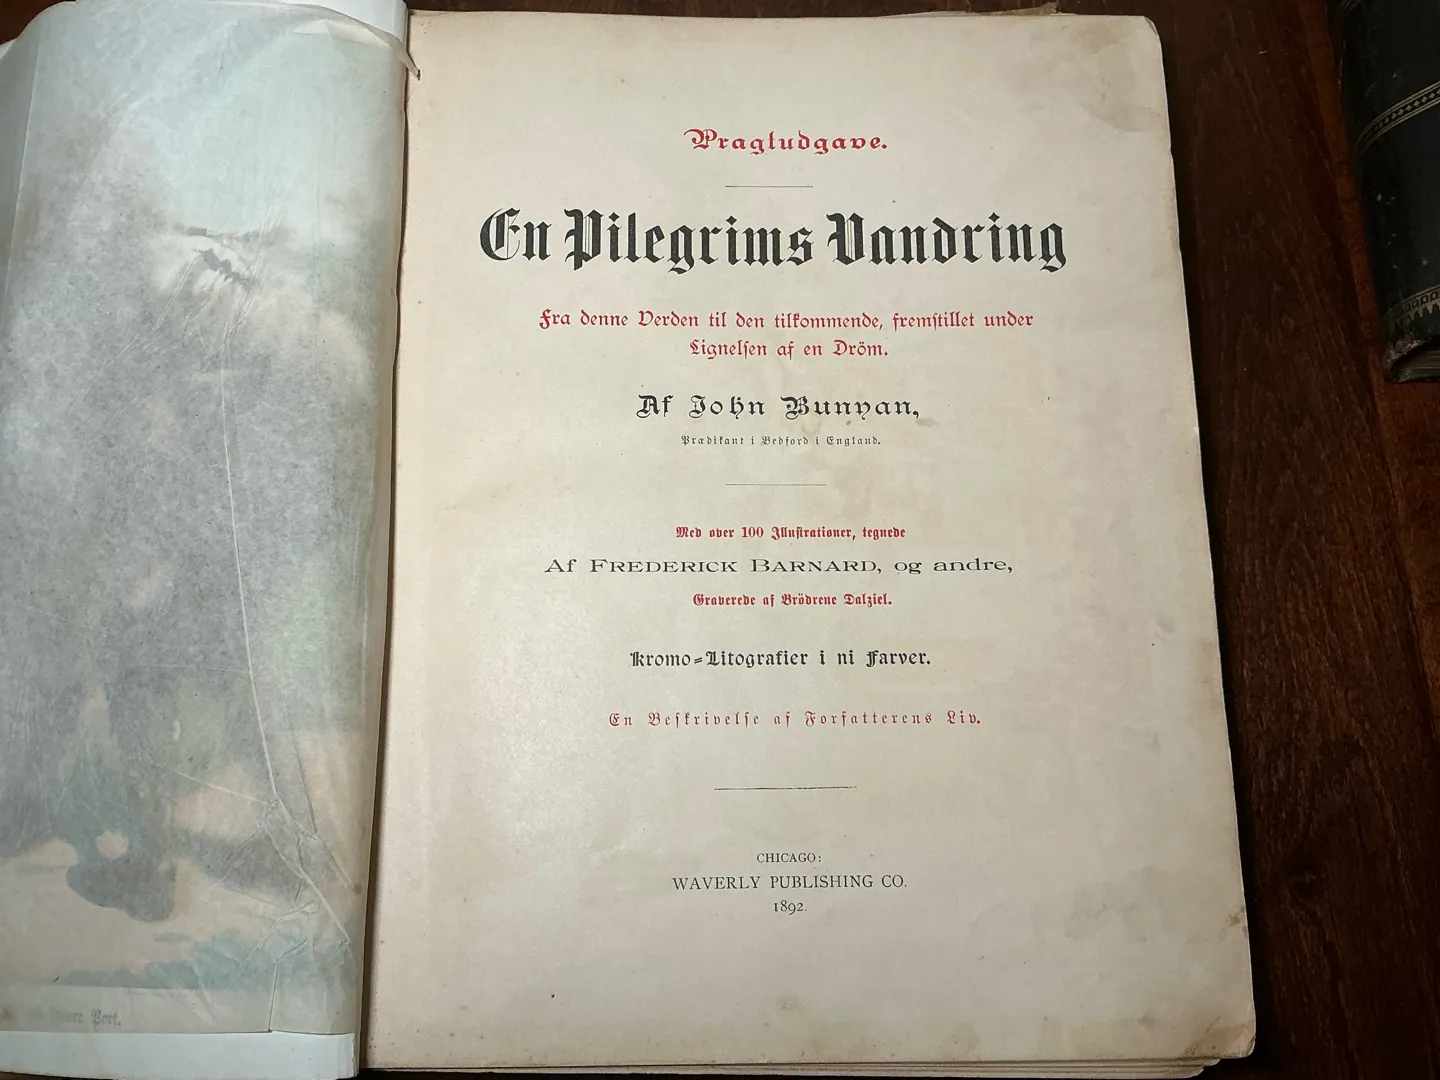 Pragtudgave.
En Pilegrims Vandring
Fra denne Verden til den tilkommende, fremstillet under
Lignelsen af en Dröm.
Af John Bunyan,
Prædikant i Bedford i England.
Med over 100 Illustrationer, tegnede
Af FREDERICK BARNARD, og andre,
Graverede af Brödrene Dalziel.
Kromo=Litografier i ni Farver.
En Beskrivelse af Forfatterens Liv.
CHICAGO:
WAVERLY PUBLISHING CO.
1892.
Port.